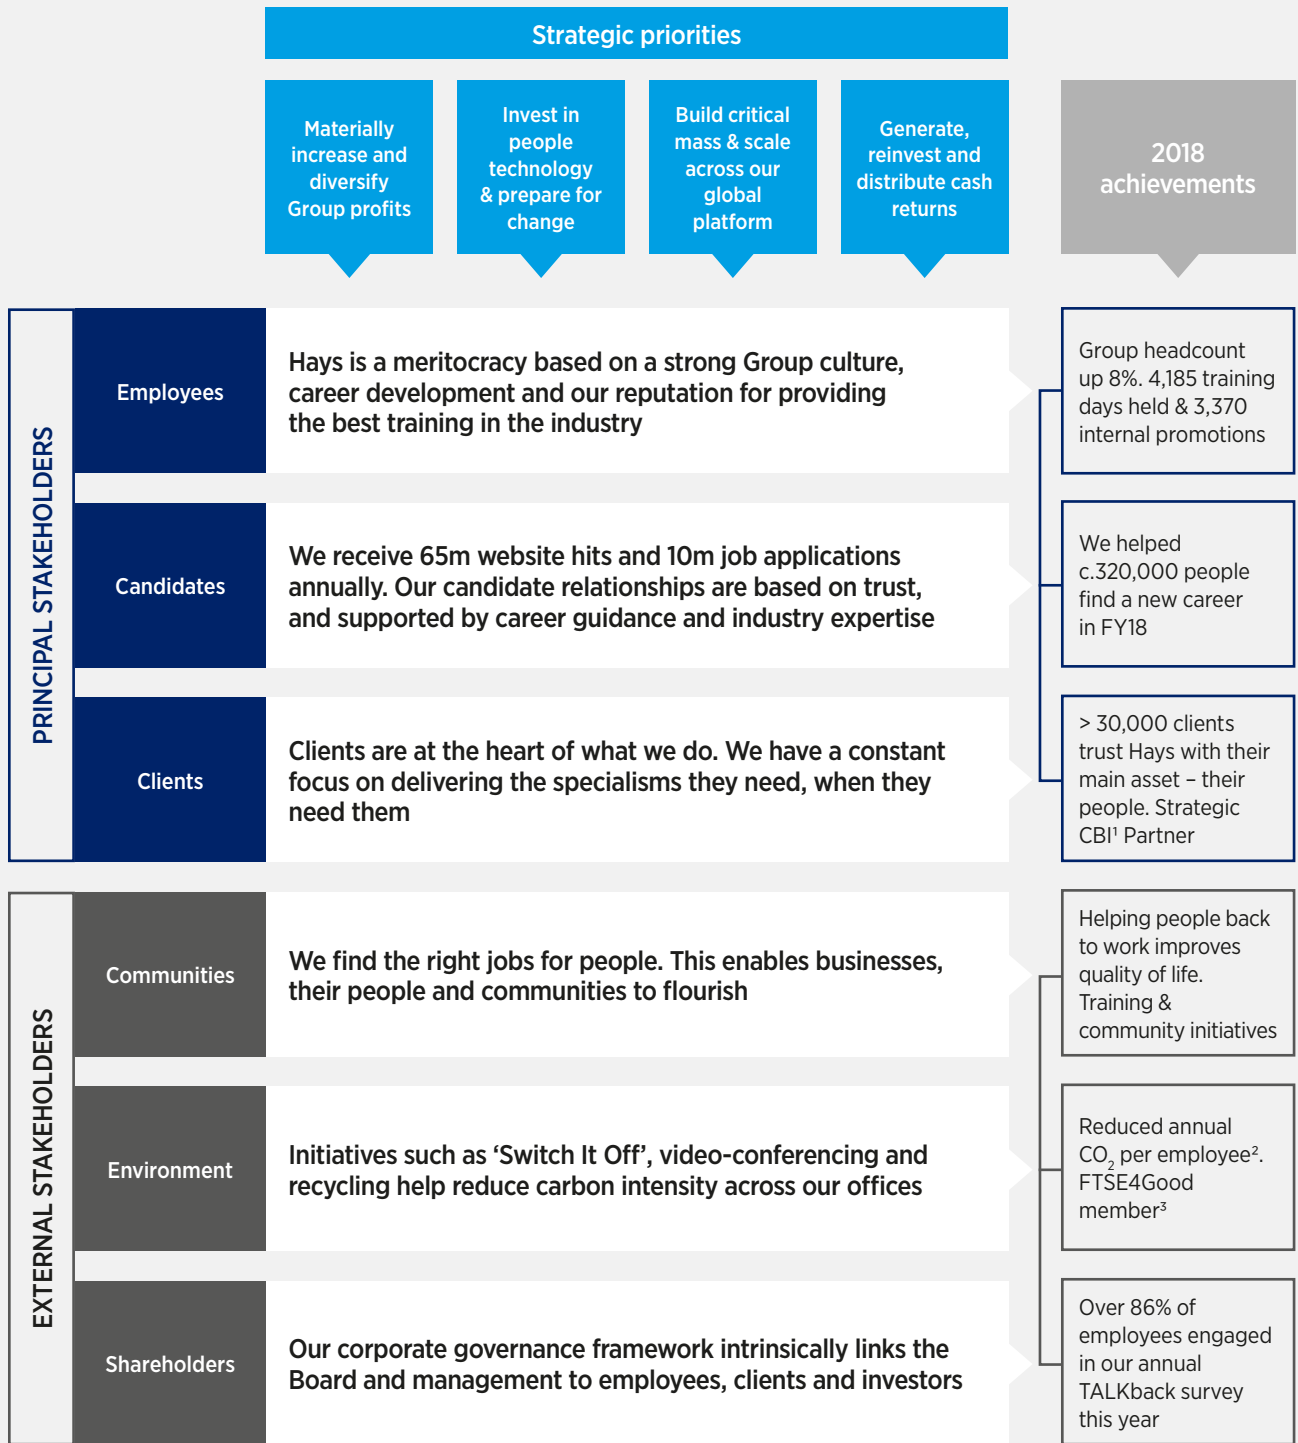 Strategic priorities
Materially
increase and
diversify
Group profits
Invest in
people
technology
& prepare for
change
Build critical
mass & scale
across our
global
platform
Generate,
reinvest and
distribute cash
returns
2018
achievements
PRINCIPAL STAKEHOLDERS
Employees
Hays is a meritocracy based on a strong Group culture,
career development and our reputation for providing
the best training in the industry
Group headcount
up 8%. 4,185 training
days held & 3,370
internal promotions
Candidates
We receive 65m website hits and 10m job applications
annually. Our candidate relationships are based on trust,
and supported by career guidance and industry expertise
We helped
c.320,000 people
find a new career
in FY18
Clients
Clients are at the heart of what we do. We have a constant
focus on delivering the specialisms they need, when they
need them
> 30,000 clients
trust Hays with their
main asset – their
people. Strategic
CBI¹ Partner
EXTERNAL STAKEHOLDERS
Communities
We find the right jobs for people. This enables businesses,
their people and communities to flourish
Helping people back
to work improves
quality of life.
Training &
community initiatives
Environment
Initiatives such as ‘Switch It Off’, video-conferencing and
recycling help reduce carbon intensity across our offices
Reduced annual
CO₂ per employee².
FTSE4Good
member³
Shareholders
Our corporate governance framework intrinsically links the
Board and management to employees, clients and investors
Over 86% of
employees engaged
in our annual
TALKback survey
this year